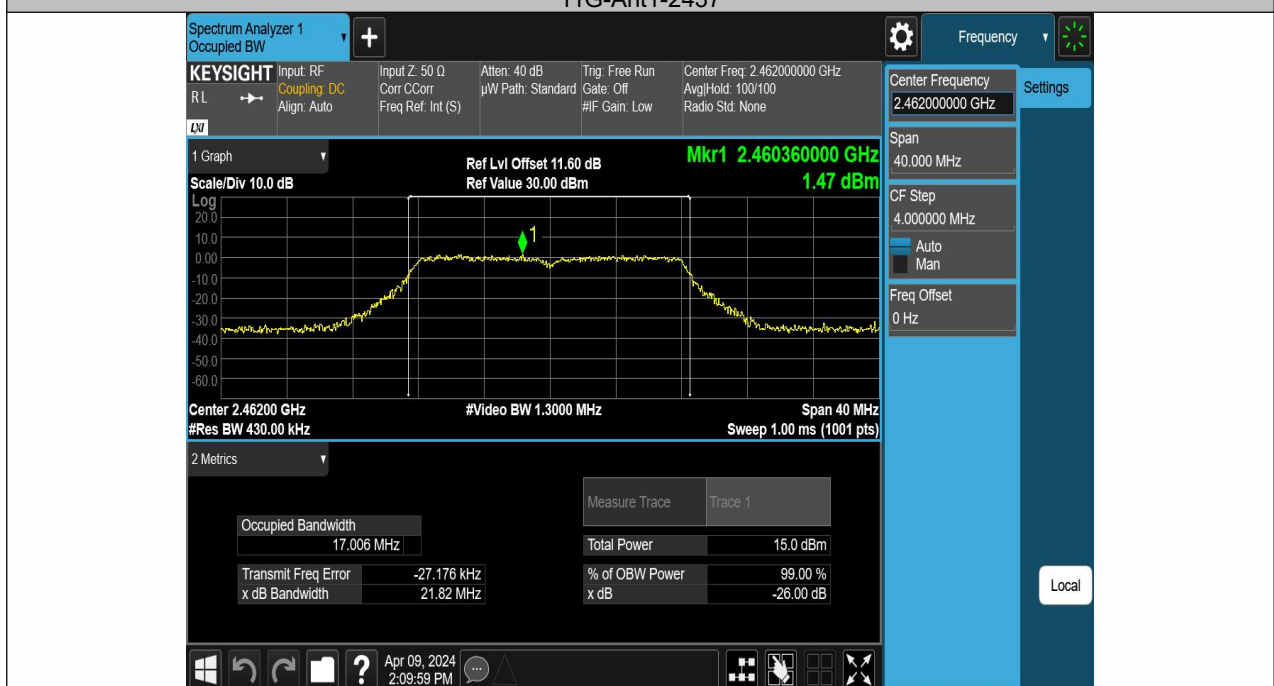 11G-Ant1-2437
Spectrum Analyzer 1
Occupied BW
+
Frequency
KEYSIGHT
RL
LXI
Input: RF
Coupling: DC
Align: Auto
Input Z: 50 Ω
Corr CCorr
Freq Ref: Int (S)
Atten: 40 dB
µW Path: Standard
Trig: Free Run
Gate: Off
#IF Gain: Low
Center Freq: 2.462000000 GHz
Avg|Hold: 100/100
Radio Std: None
Center Frequency
2.462000000 GHz
Settings
Span
40.000 MHz
CF Step
4.000000 MHz
Auto
Man
Freq Offset
0 Hz
Local
1 Graph
Scale/Div 10.0 dB
Ref Lvl Offset 11.60 dB
Ref Value 30.00 dBm
Mkr1 2.460360000 GHz
1.47 dBm
Log
20.0
10.0
0.00
-10.0
-20.0
-30.0
-40.0
-50.0
-60.0
1
Center 2.46200 GHz
#Video BW 1.3000 MHz
Span 40 MHz
#Res BW 430.00 kHz
Sweep 1.00 ms (1001 pts)
2 Metrics
Measure Trace
Trace 1
Occupied Bandwidth
17.006 MHz
Total Power
15.0 dBm
Transmit Freq Error
-27.176 kHz
% of OBW Power
99.00 %
x dB Bandwidth
21.82 MHz
x dB
-26.00 dB
?
Apr 09, 2024
2:09:59 PM